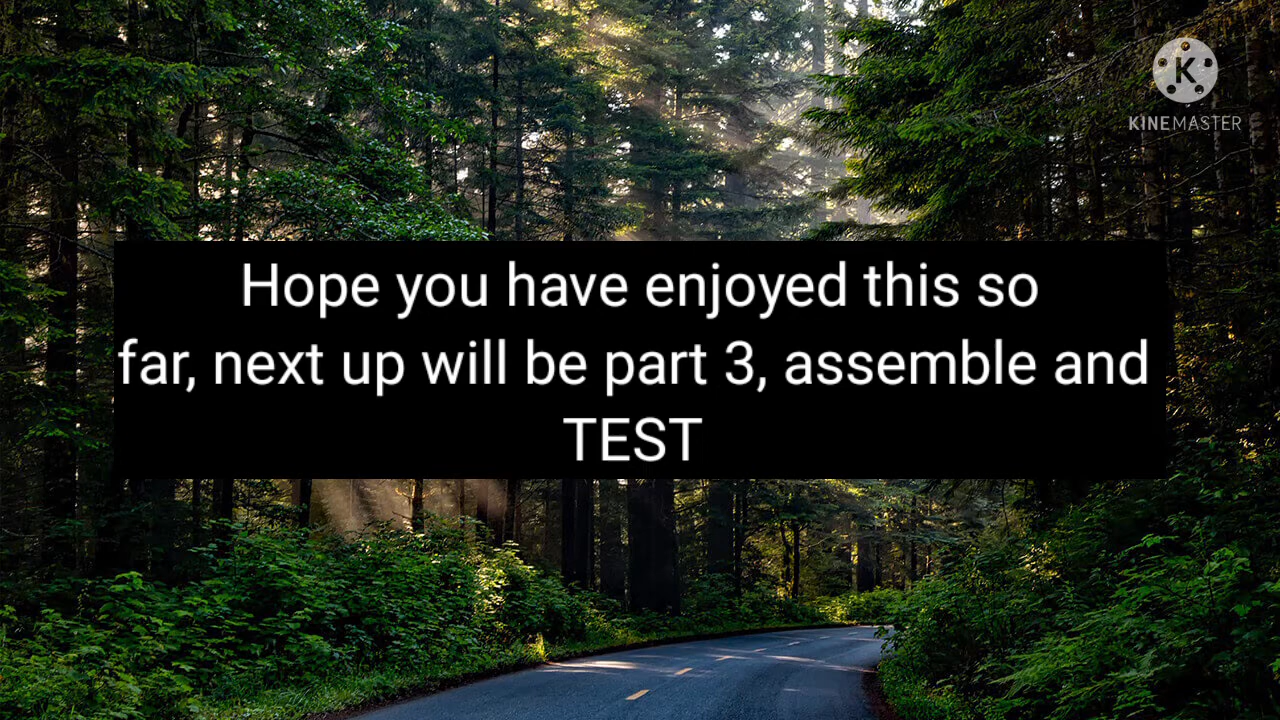 K
KINEMASTER
Hope you have enjoyed this so
far, next up will be part 3, assemble and
TEST